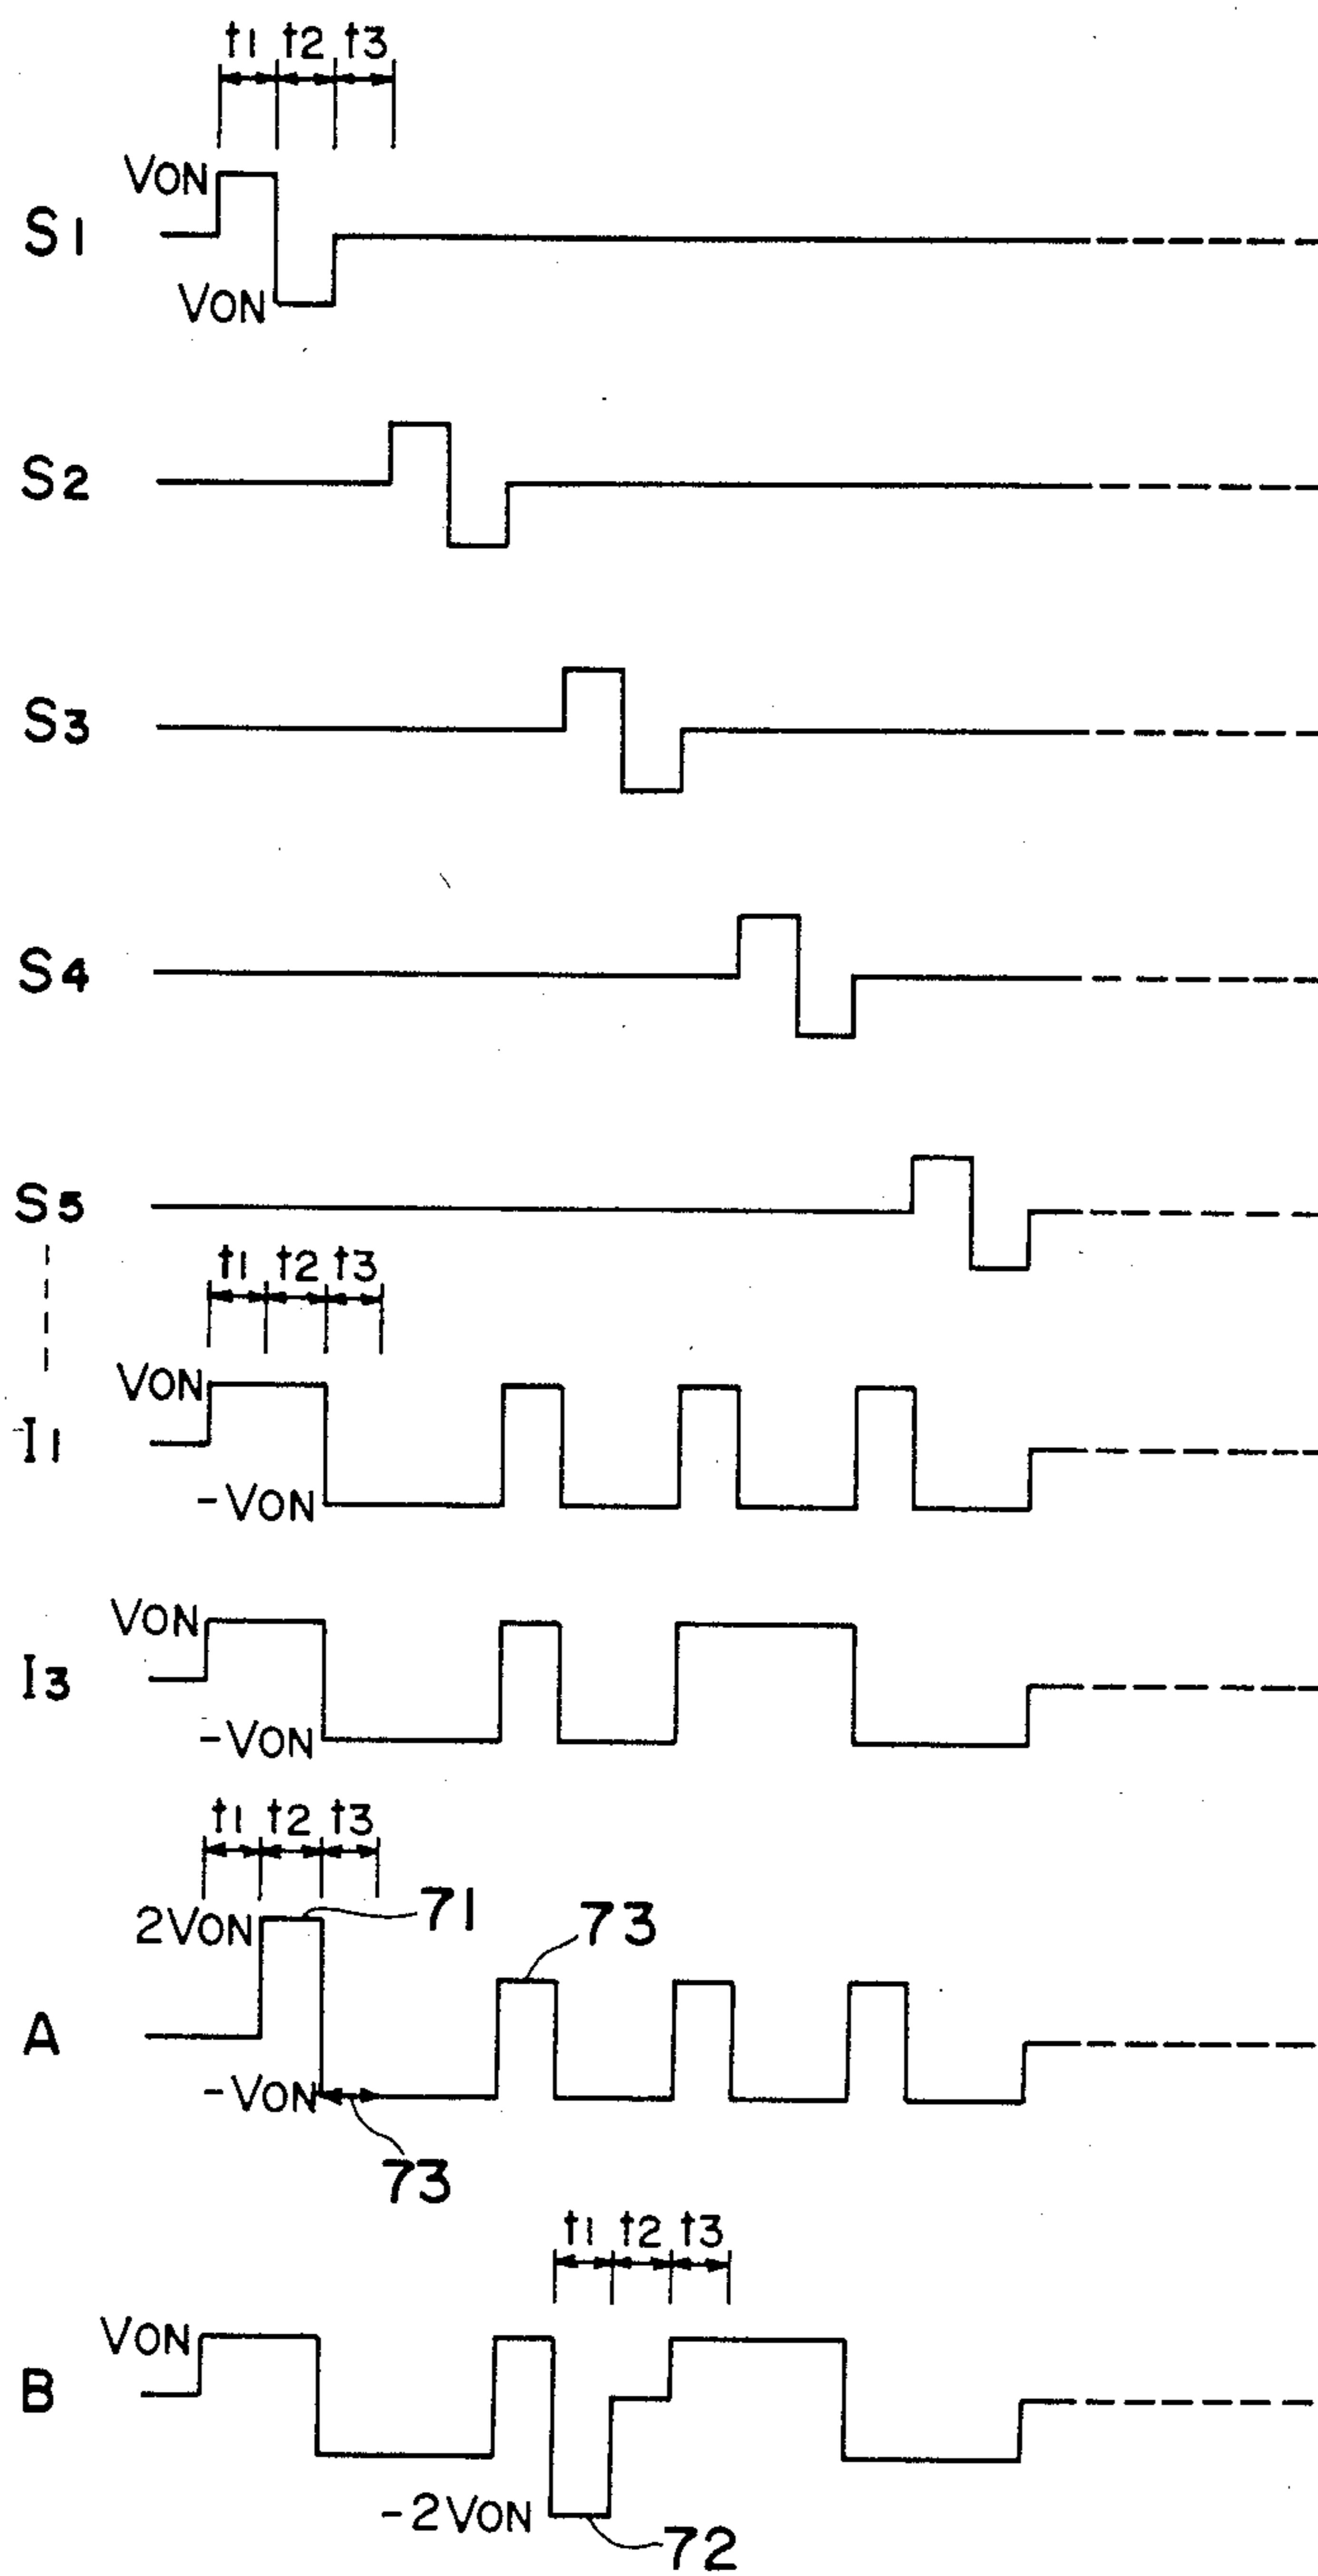 t1 t2 t3
VON
S1
VON
S2
S3
S4
S5
t1 t2 t3
VON
I1
-VON
VON
I3
-VON
t1 t2 t3
2VON 71
73
A
-VON
73
t1 t2 t3
VON
B
-2VON
72